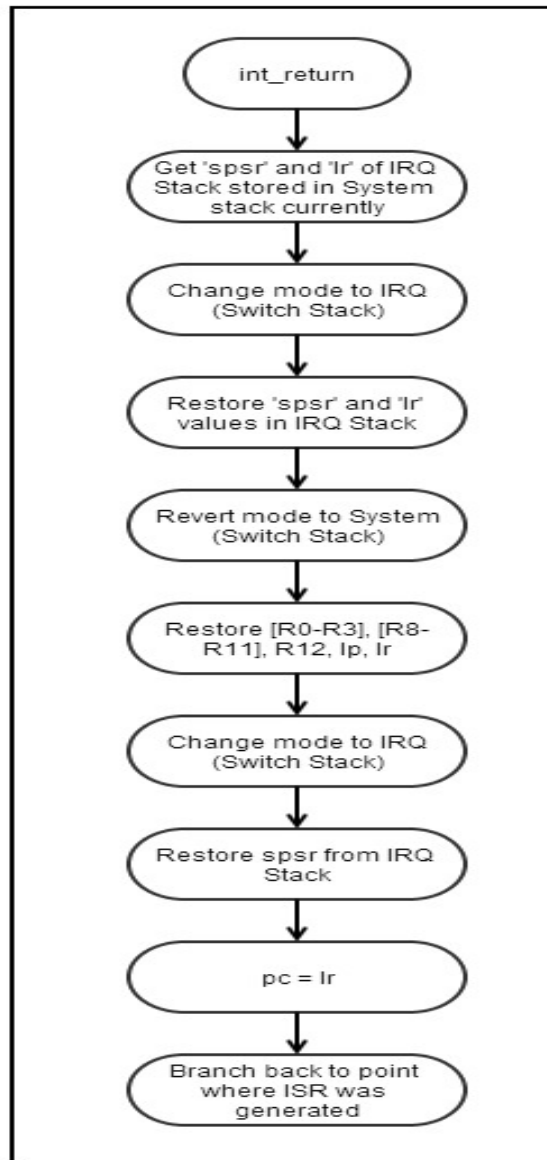 int_return
Get 'spsr' and 'lr' of IRQ
Stack stored in System
stack currently
Change mode to IRQ
(Switch Stack)
Restore 'spsr' and 'lr'
values in IRQ Stack
Revert mode to System
(Switch Stack)
Restore [R0-R3], [R8-
R11], R12, Ip, lr
Change mode to IRQ
(Switch Stack)
Restore spsr from IRQ
Stack
pc = lr
Branch back to point
where ISR was
generated